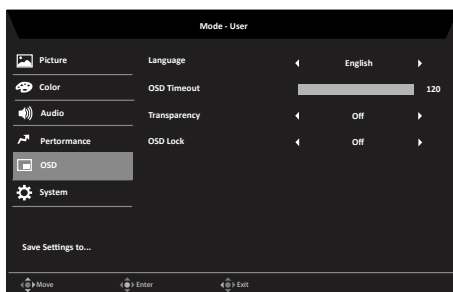 Mode - User
Picture
Language English
Color
OSD Timeout 120
Audio
Transparency Off
Pertormance
OSD Lock Off
OSD
System
Save Settings to...
Move Enter Exit